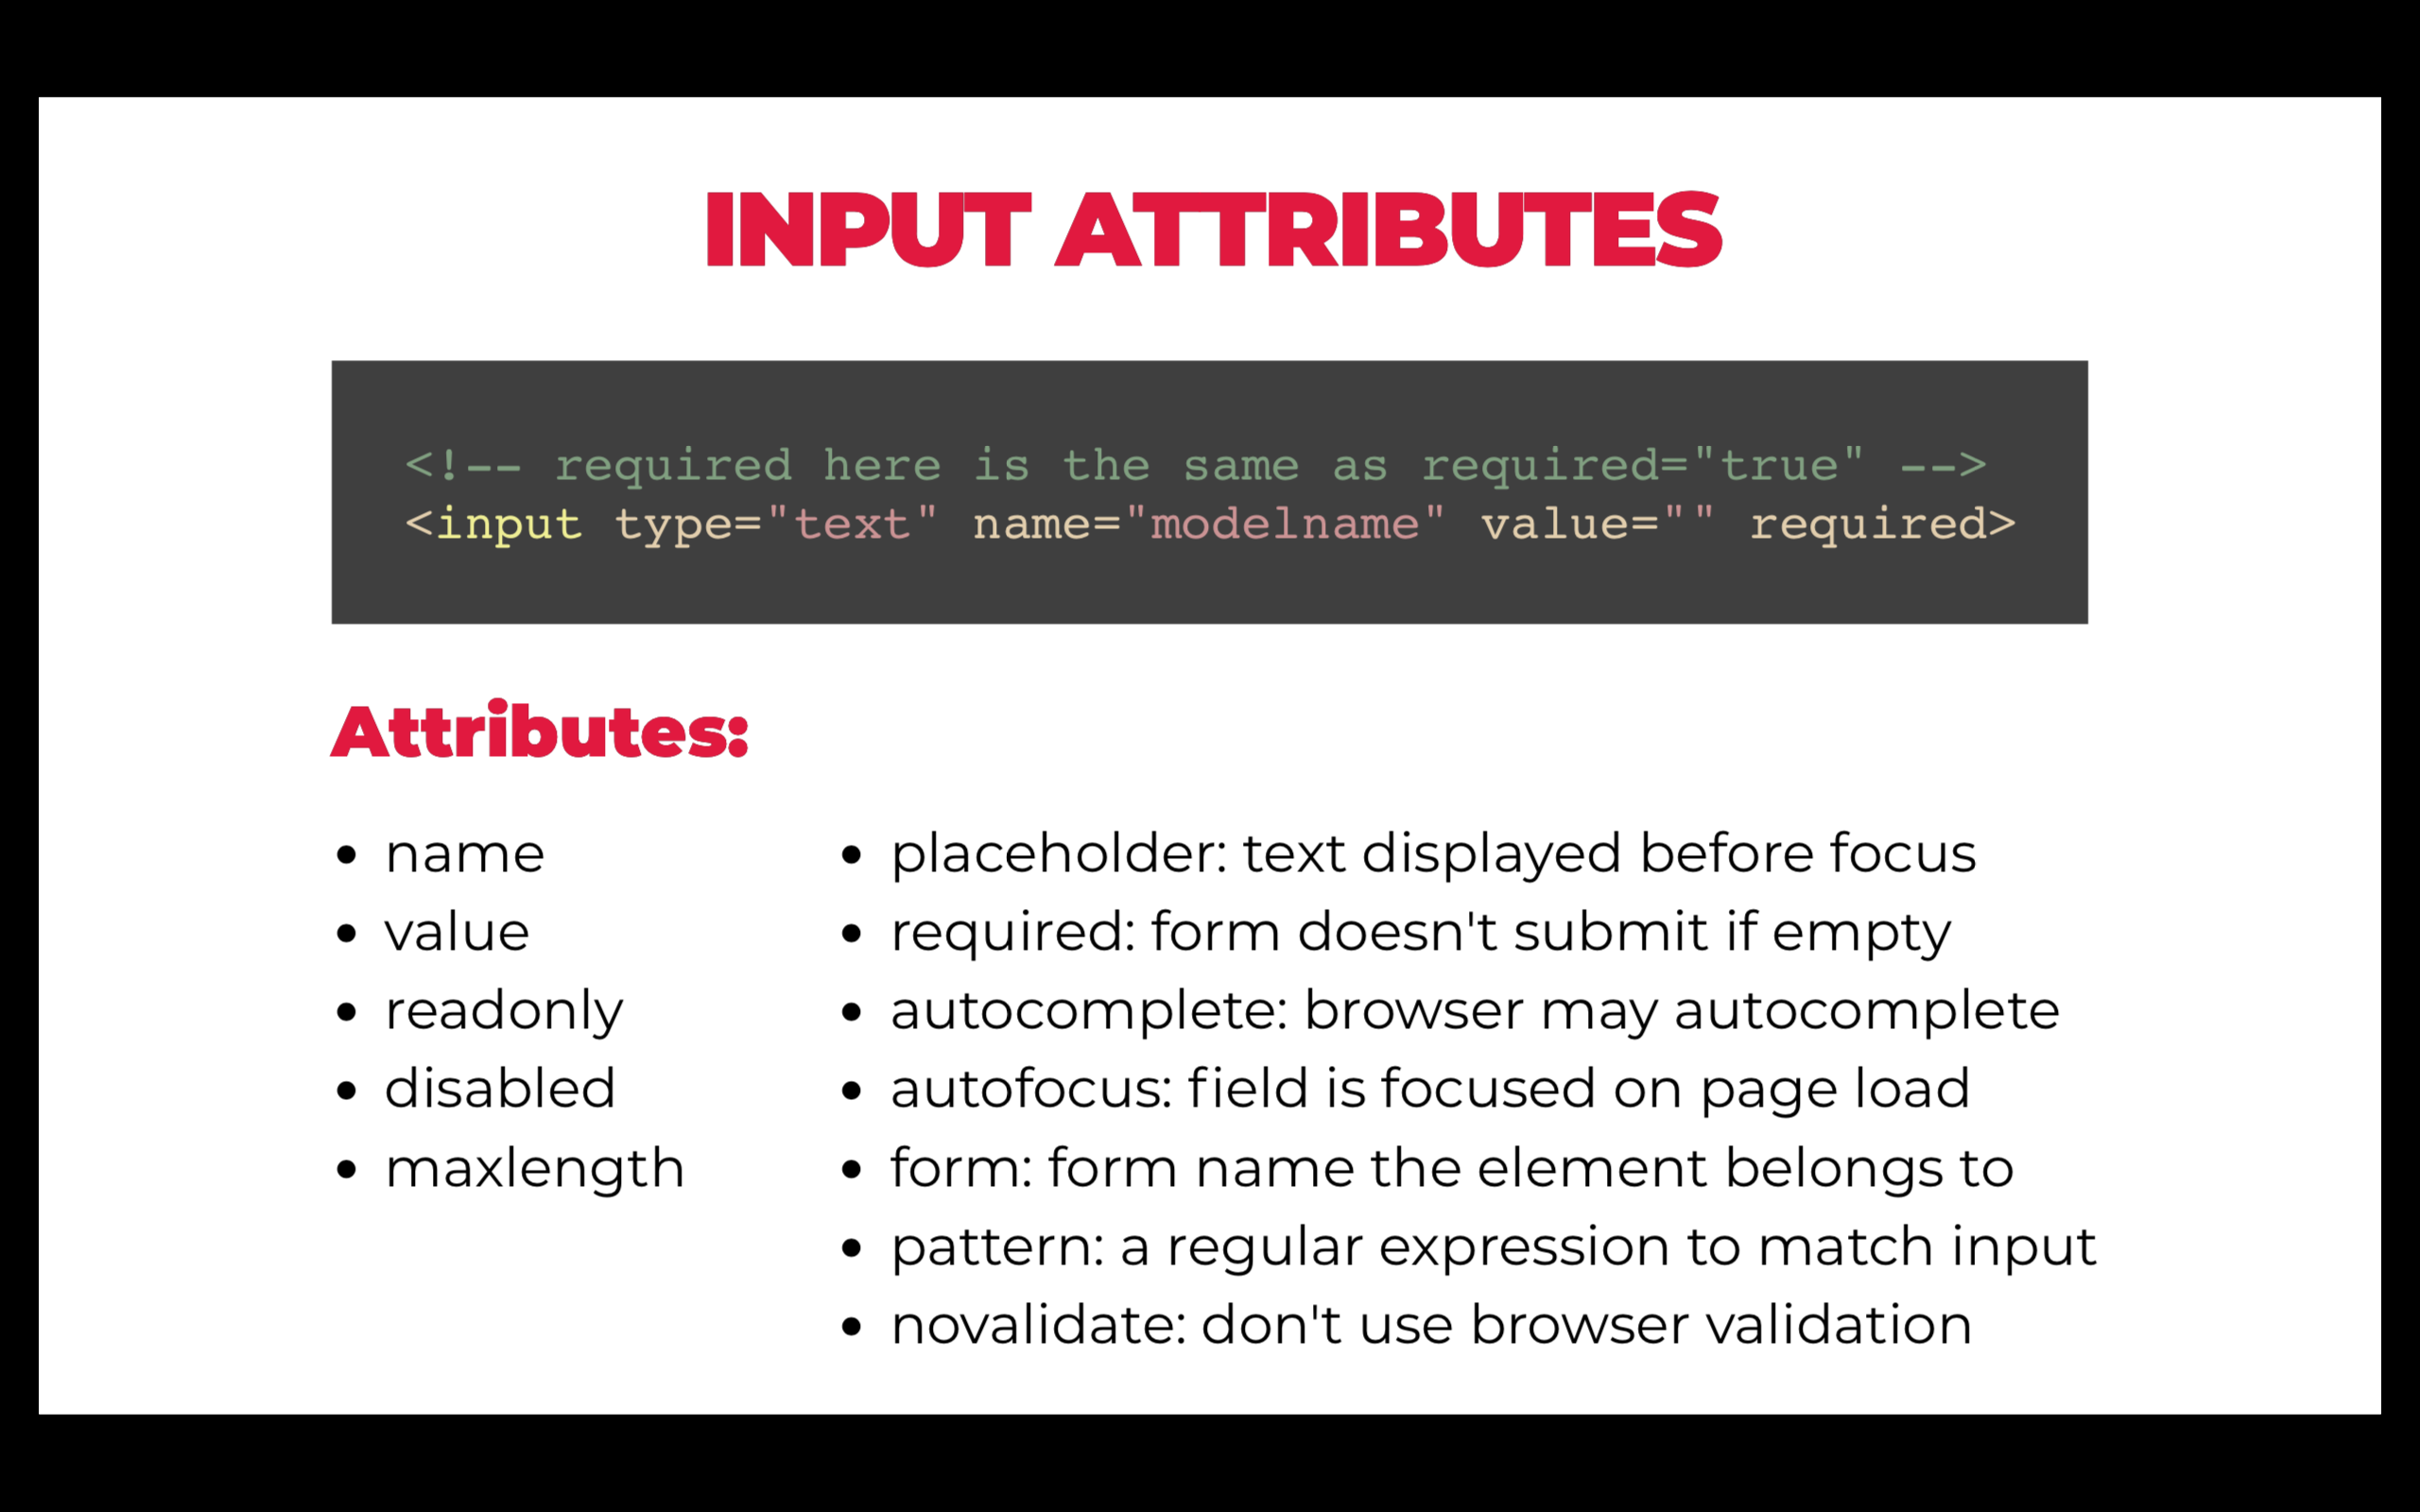 INPUT ATTRIBUTES
<!-- required here is the same as required="true" -->
<input type="text" name="modelname" value="" required>
Attributes:
• name
• value
• readonly
• disabled
• maxlength
• placeholder: text displayed before focus
• required: form doesn't submit if empty
• autocomplete: browser may autocomplete
• autofocus: field is focused on page load
• form: form name the element belongs to
• pattern: a regular expression to match input
• novalidate: don't use browser validation